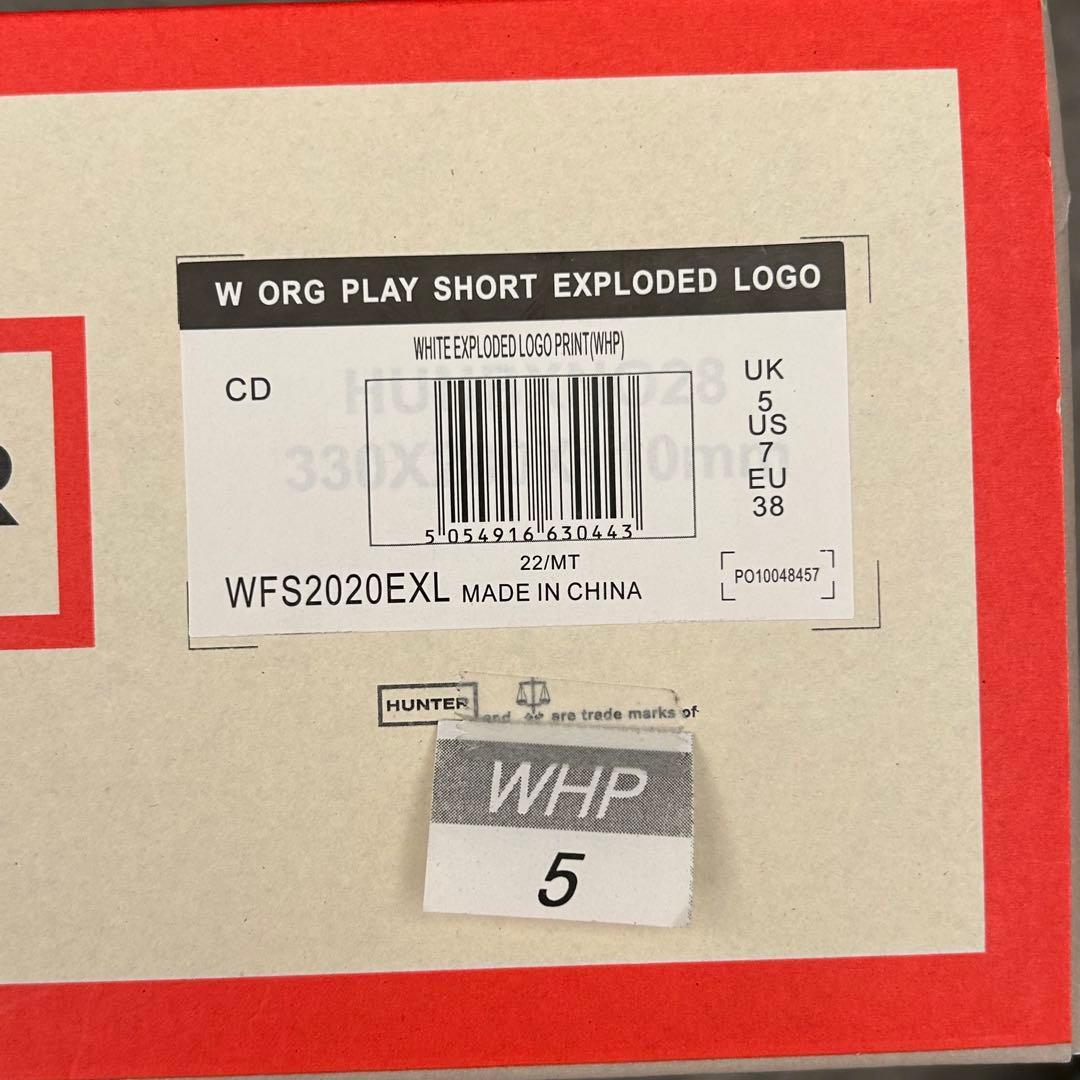 W ORG PLAY SHORT EXPLODED LOGO
WHITE EXPLODED LOGO PRINT(WHP)
CD
UK
5
US
7
EU
38
5 054916 630443
22/MT
WFS2020EXL MADE IN CHINA
PO10048457
R
HUNTER and are trade marks of
WHP
5